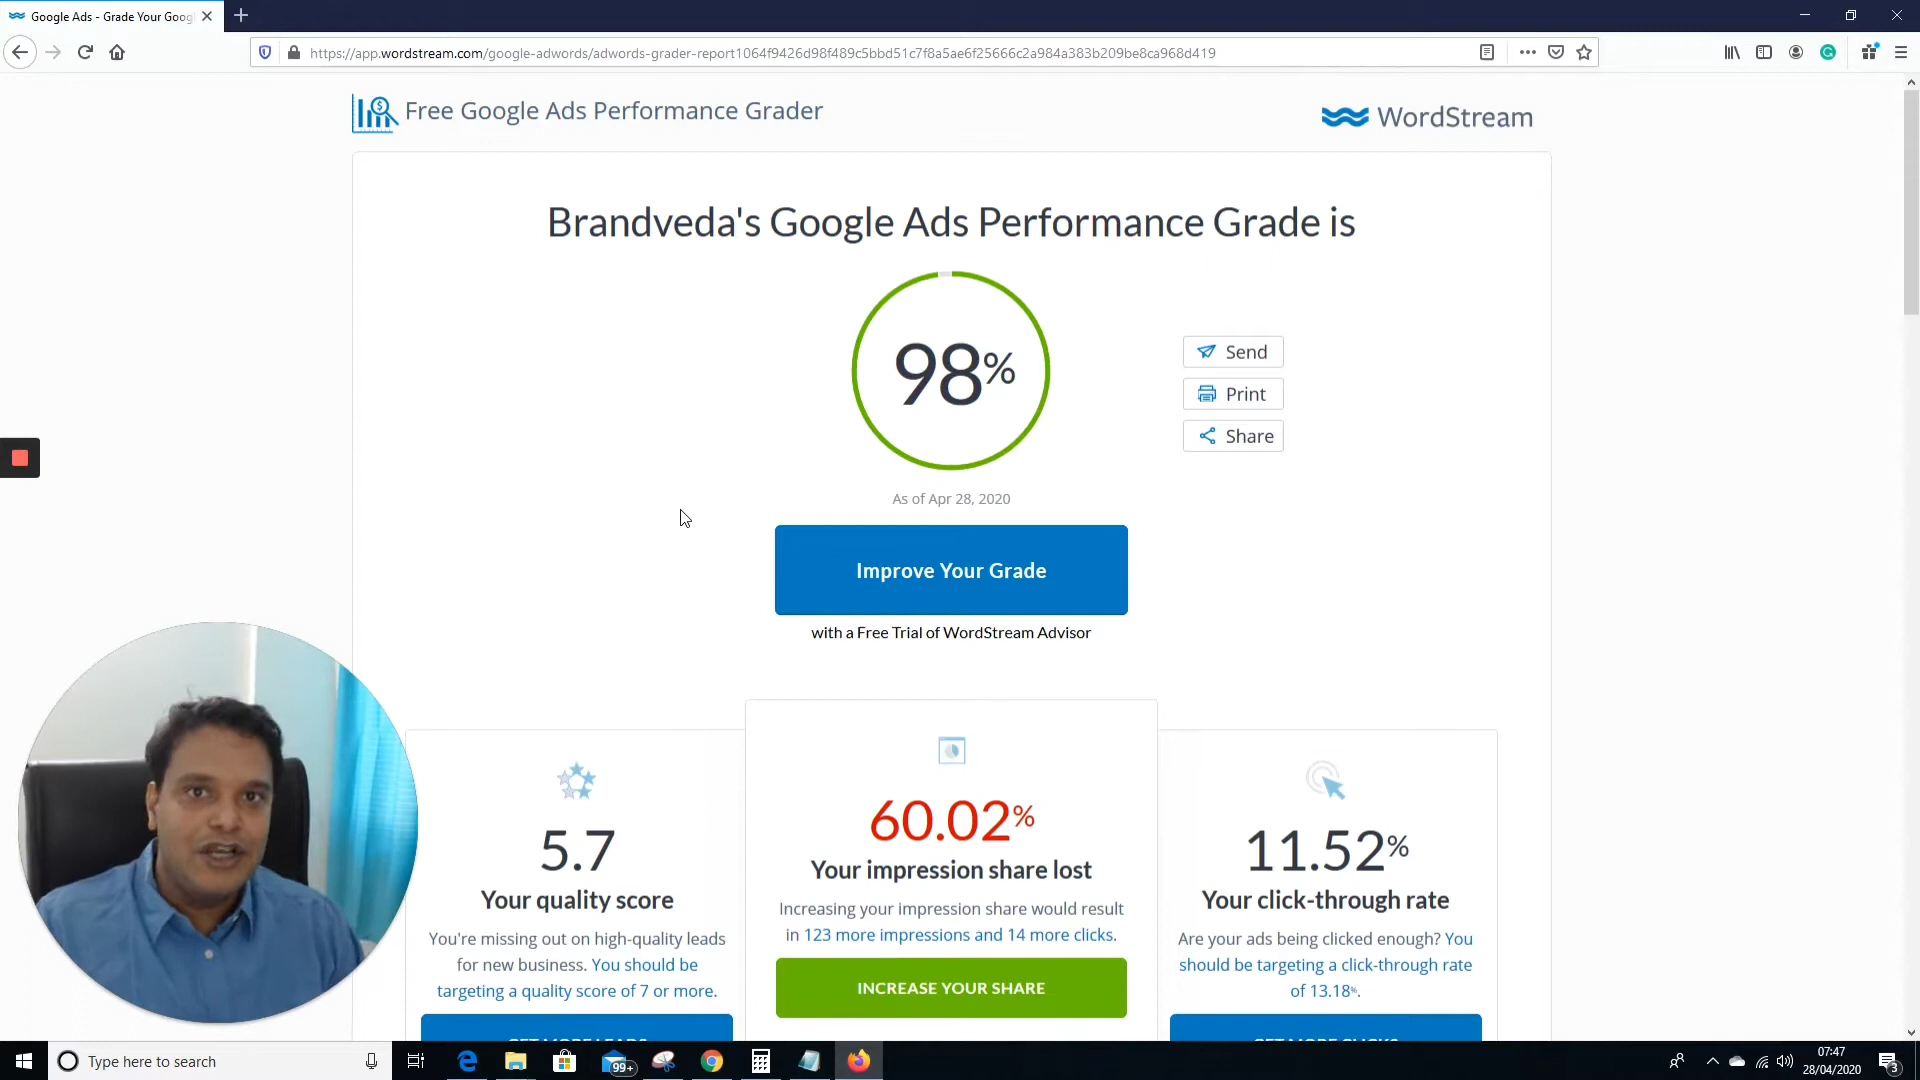 Google Ads - Grade Your Goog
https://app.wordstream.com/google-adwords/adwords-grader-report1064f9426d98f489c5bbd51c7f8a5ae6f25666c2a984a383b209be8ca968d419
Free Google Ads Performance Grader
WordStream
Brandveda's Google Ads Performance Grade is
98%
Send
Print
Share
As of Apr 28, 2020
Improve Your Grade
with a Free Trial of WordStream Advisor
5.7
Your quality score
You're missing out on high-quality leads
for new business. You should be
targeting a quality score of 7 or more.
60.02%
Your impression share lost
Increasing your impression share would result
in 123 more impressions and 14 more clicks.
INCREASE YOUR SHARE
11.52%
Your click-through rate
Are your ads being clicked enough? You
should be targeting a click-through rate
of 13.18%.
Type here to search
99+
07:47
28/04/2020
3